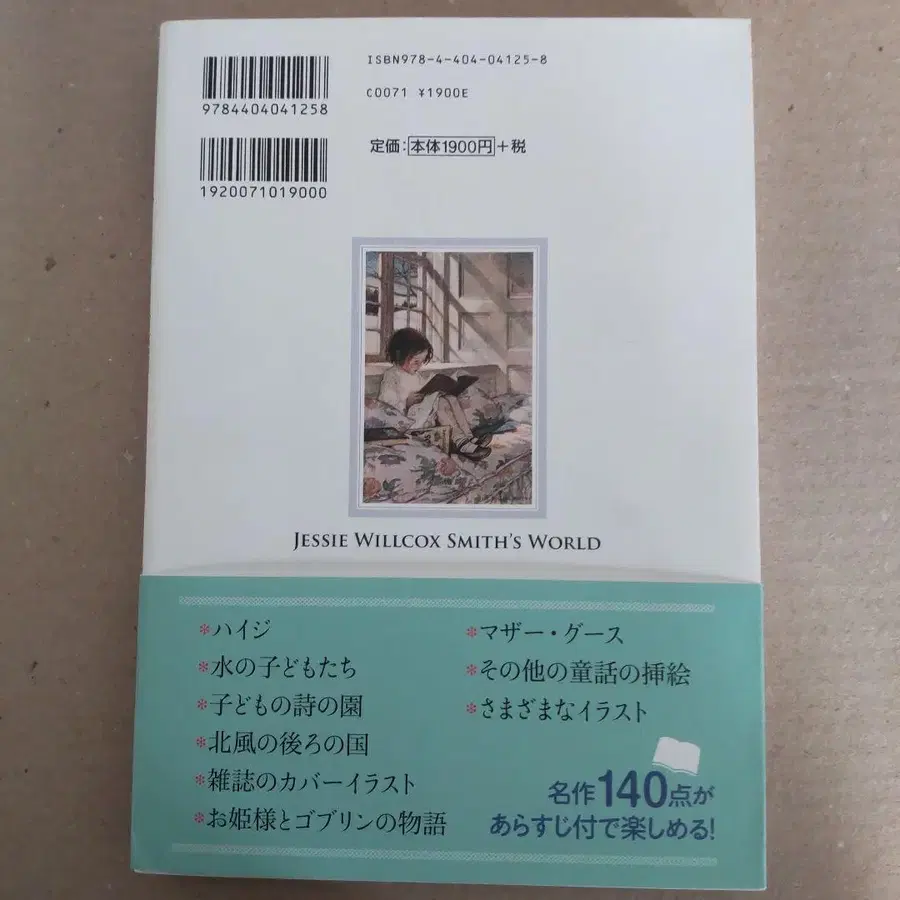 ISBN978-4-404-04125-8
9784404041258
C0071 ¥1900E
定価:本体1900円+税
1920071019000
JESSIE WILLCOX SMITH'S WORLD
*ハイジ
*水の子どもたち
*子どもの詩の園
*北風の後ろの国
*雑誌のカバーイラスト
*お姫様とゴブリンの物語
*マザー・グース
*その他の童話の挿絵
*さまざまなイラスト
名作140点が
あらすじ付で楽しめる!